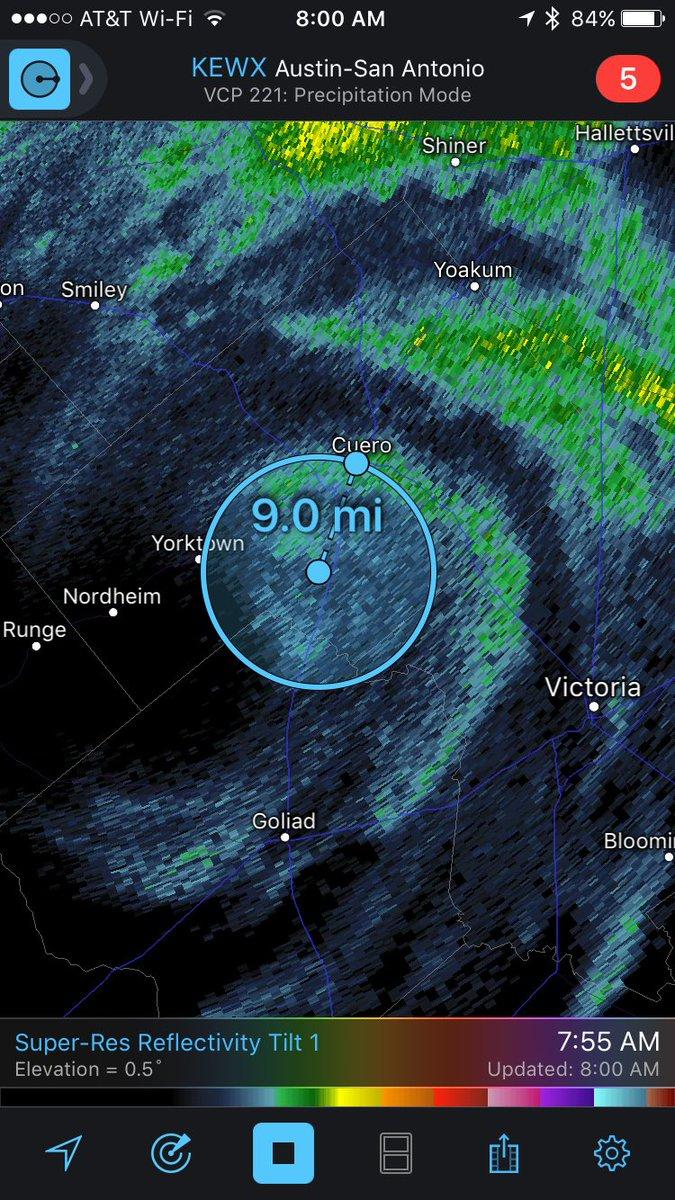 AT&T Wi-Fi 8:00 AM 84%
KEWX Austin-San Antonio
VCP 221: Precipitation Mode
5
Hallettsvil
Shiner
Yoakum
on
Smiley
Cuero
9.0 mi
Yorktown
Nordheim
Runge
Victoria
Goliad
Bloomi
Super-Res Reflectivity Tilt 1
7:55 AM
Elevation = 0.5°
Updated: 8:00 AM